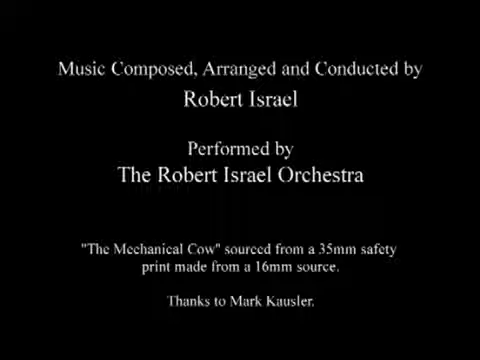 Music Composed, Arranged and Conducted by
Robert Israel
Performed by
The Robert Israel Orchestra
"The Mechanical Cow" sourced from a 35mm safety
print made from a 16mm source.
Thanks to Mark Kausler.